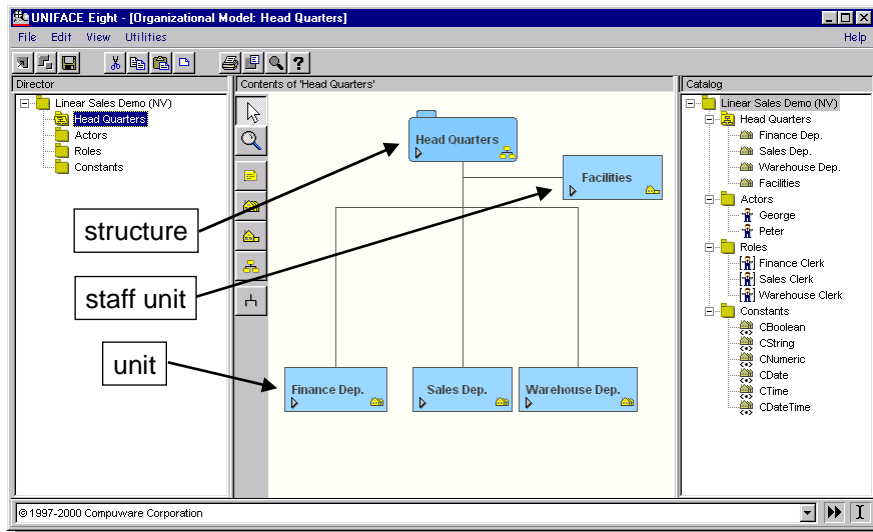 UNIFACE Eight - [Organizational Model: Head Quarters]
File Edit View Utilities Help
Director
Linear Sales Demo (NV)
Head Quarters
Actors
Roles
Constants
Contents of 'Head Quarters'
Head Quarters
Facilities
structure
staff unit
unit
Finance Dep.
Sales Dep.
Warehouse Dep.
Catalog
Linear Sales Demo (NV)
Head Quarters
Finance Dep.
Sales Dep.
Warehouse Dep.
Facilities
Actors
George
Peter
Roles
Finance Clerk
Sales Clerk
Warehouse Clerk
Constants
CBoolean
CString
CNumeric
CDate
CTime
CDateTime
© 1997-2000 Compuware Corporation